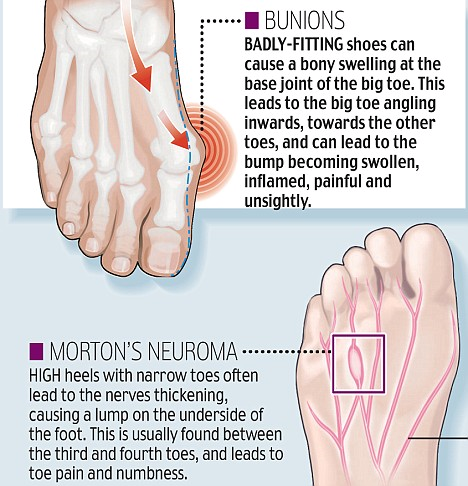 BUNIONS
BADLY-FITTING shoes can
cause a bony swelling at the
base joint of the big toe. This
leads to the big toe angling
inwards, towards the other
toes, and can lead to the
bump becoming swollen,
inflamed, painful and
unsightly.
MORTON'S NEUROMA
HIGH heels with narrow toes often
lead to the nerves thickening,
causing a lump on the underside of
the foot. This is usually found between
the third and fourth toes, and leads to
toe pain and numbness.